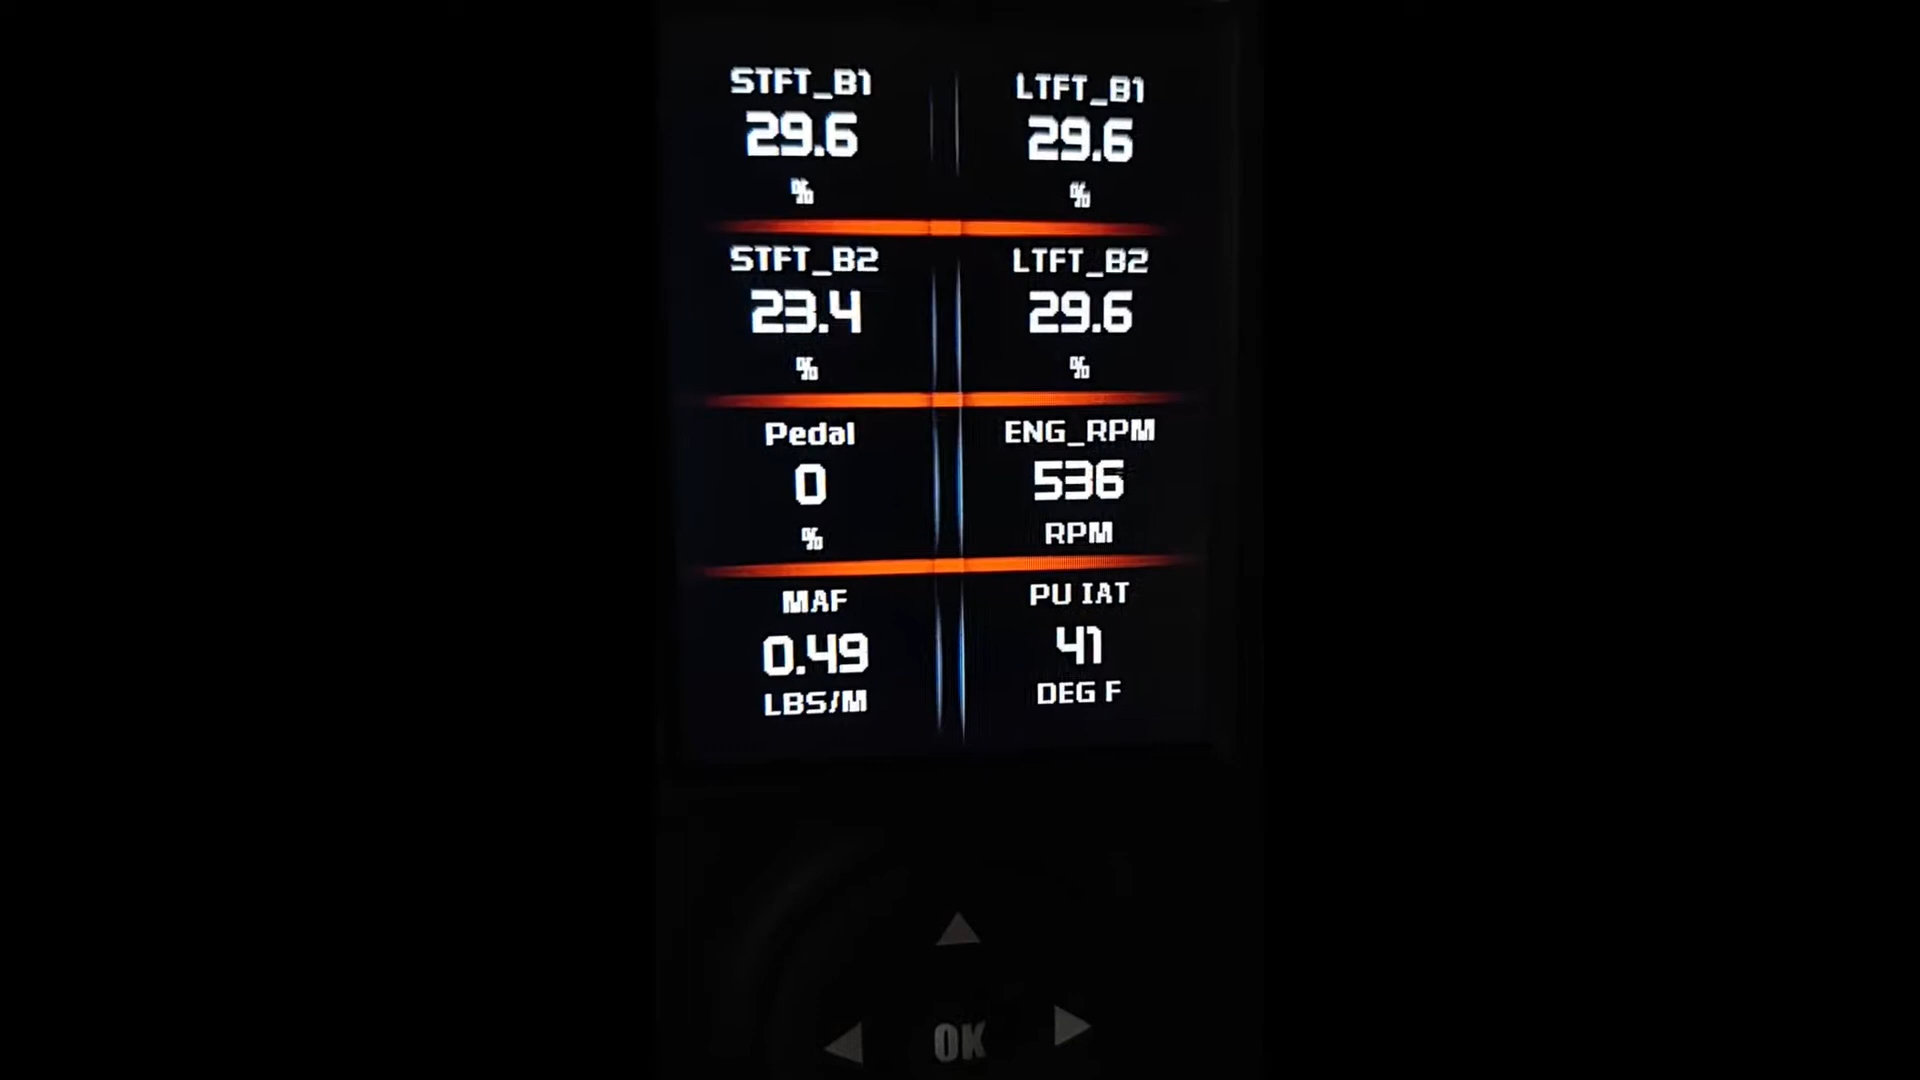 STFT_B1
29.6
%
LTFT_B1
29.6
%
STFT_B2
23.4
%
LTFT_B2
29.6
%
Pedal
0
%
ENG_RPM
536
RPM
MAF
0.49
LBS/M
PU IAT
41
DEG F
OK